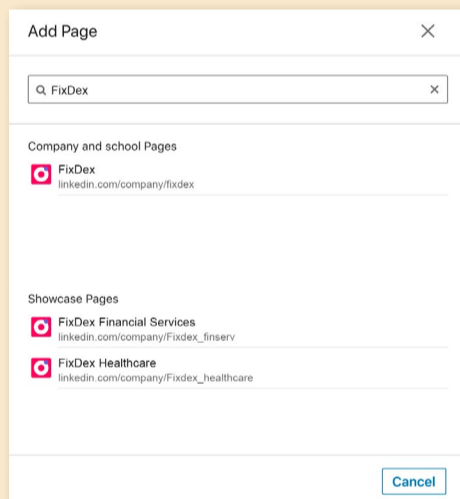 Add Page
FixDex
Company and school Pages
FixDex
linkedin.com/company/fixdex
Showcase Pages
FixDex Financial Services
linkedin.com/company/Fixdex_finserv
FixDex Healthcare
linkedin.com/company/Fixdex_healthcare
Cancel